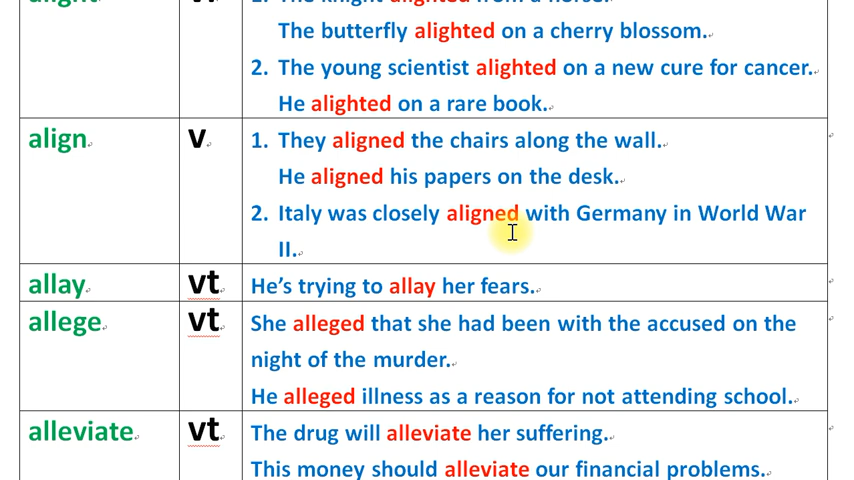 The butterfly alighted on a cherry blossom.
2. The young scientist alighted on a new cure for cancer.
He alighted on a rare book.
align v 1. They aligned the chairs along the wall.
He aligned his papers on the desk.
2. Italy was closely aligned with Germany in World War
II.
allay vt He’s trying to allay her fears.
allege vt She alleged that she had been with the accused on the
night of the murder.
He alleged illness as a reason for not attending school.
alleviate vt The drug will alleviate her suffering.
This money should alleviate our financial problems.